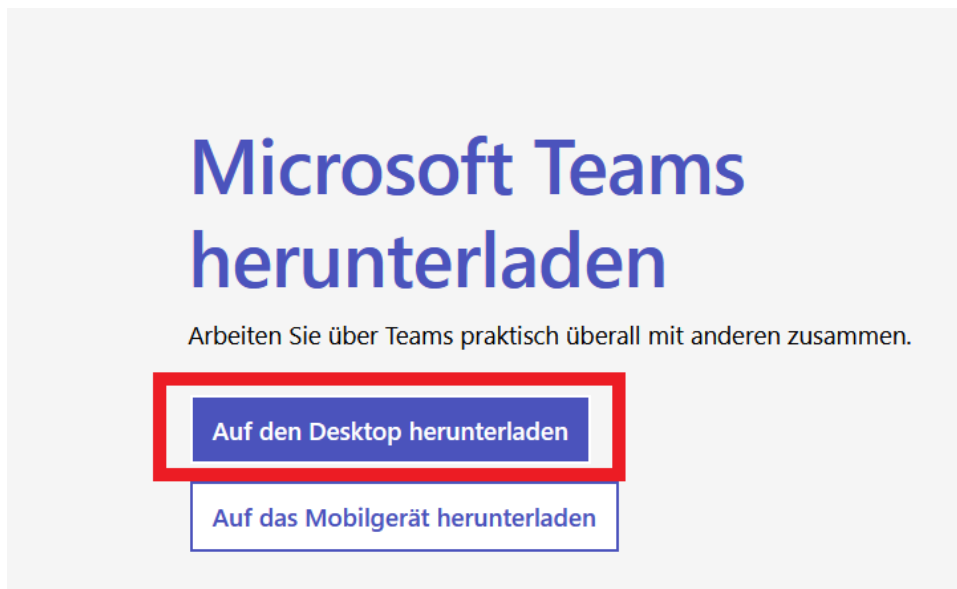 Microsoft Teams
herunterladen
Arbeiten Sie über Teams praktisch überall mit anderen zusammen.
Auf den Desktop herunterladen
Auf das Mobilgerät herunterladen